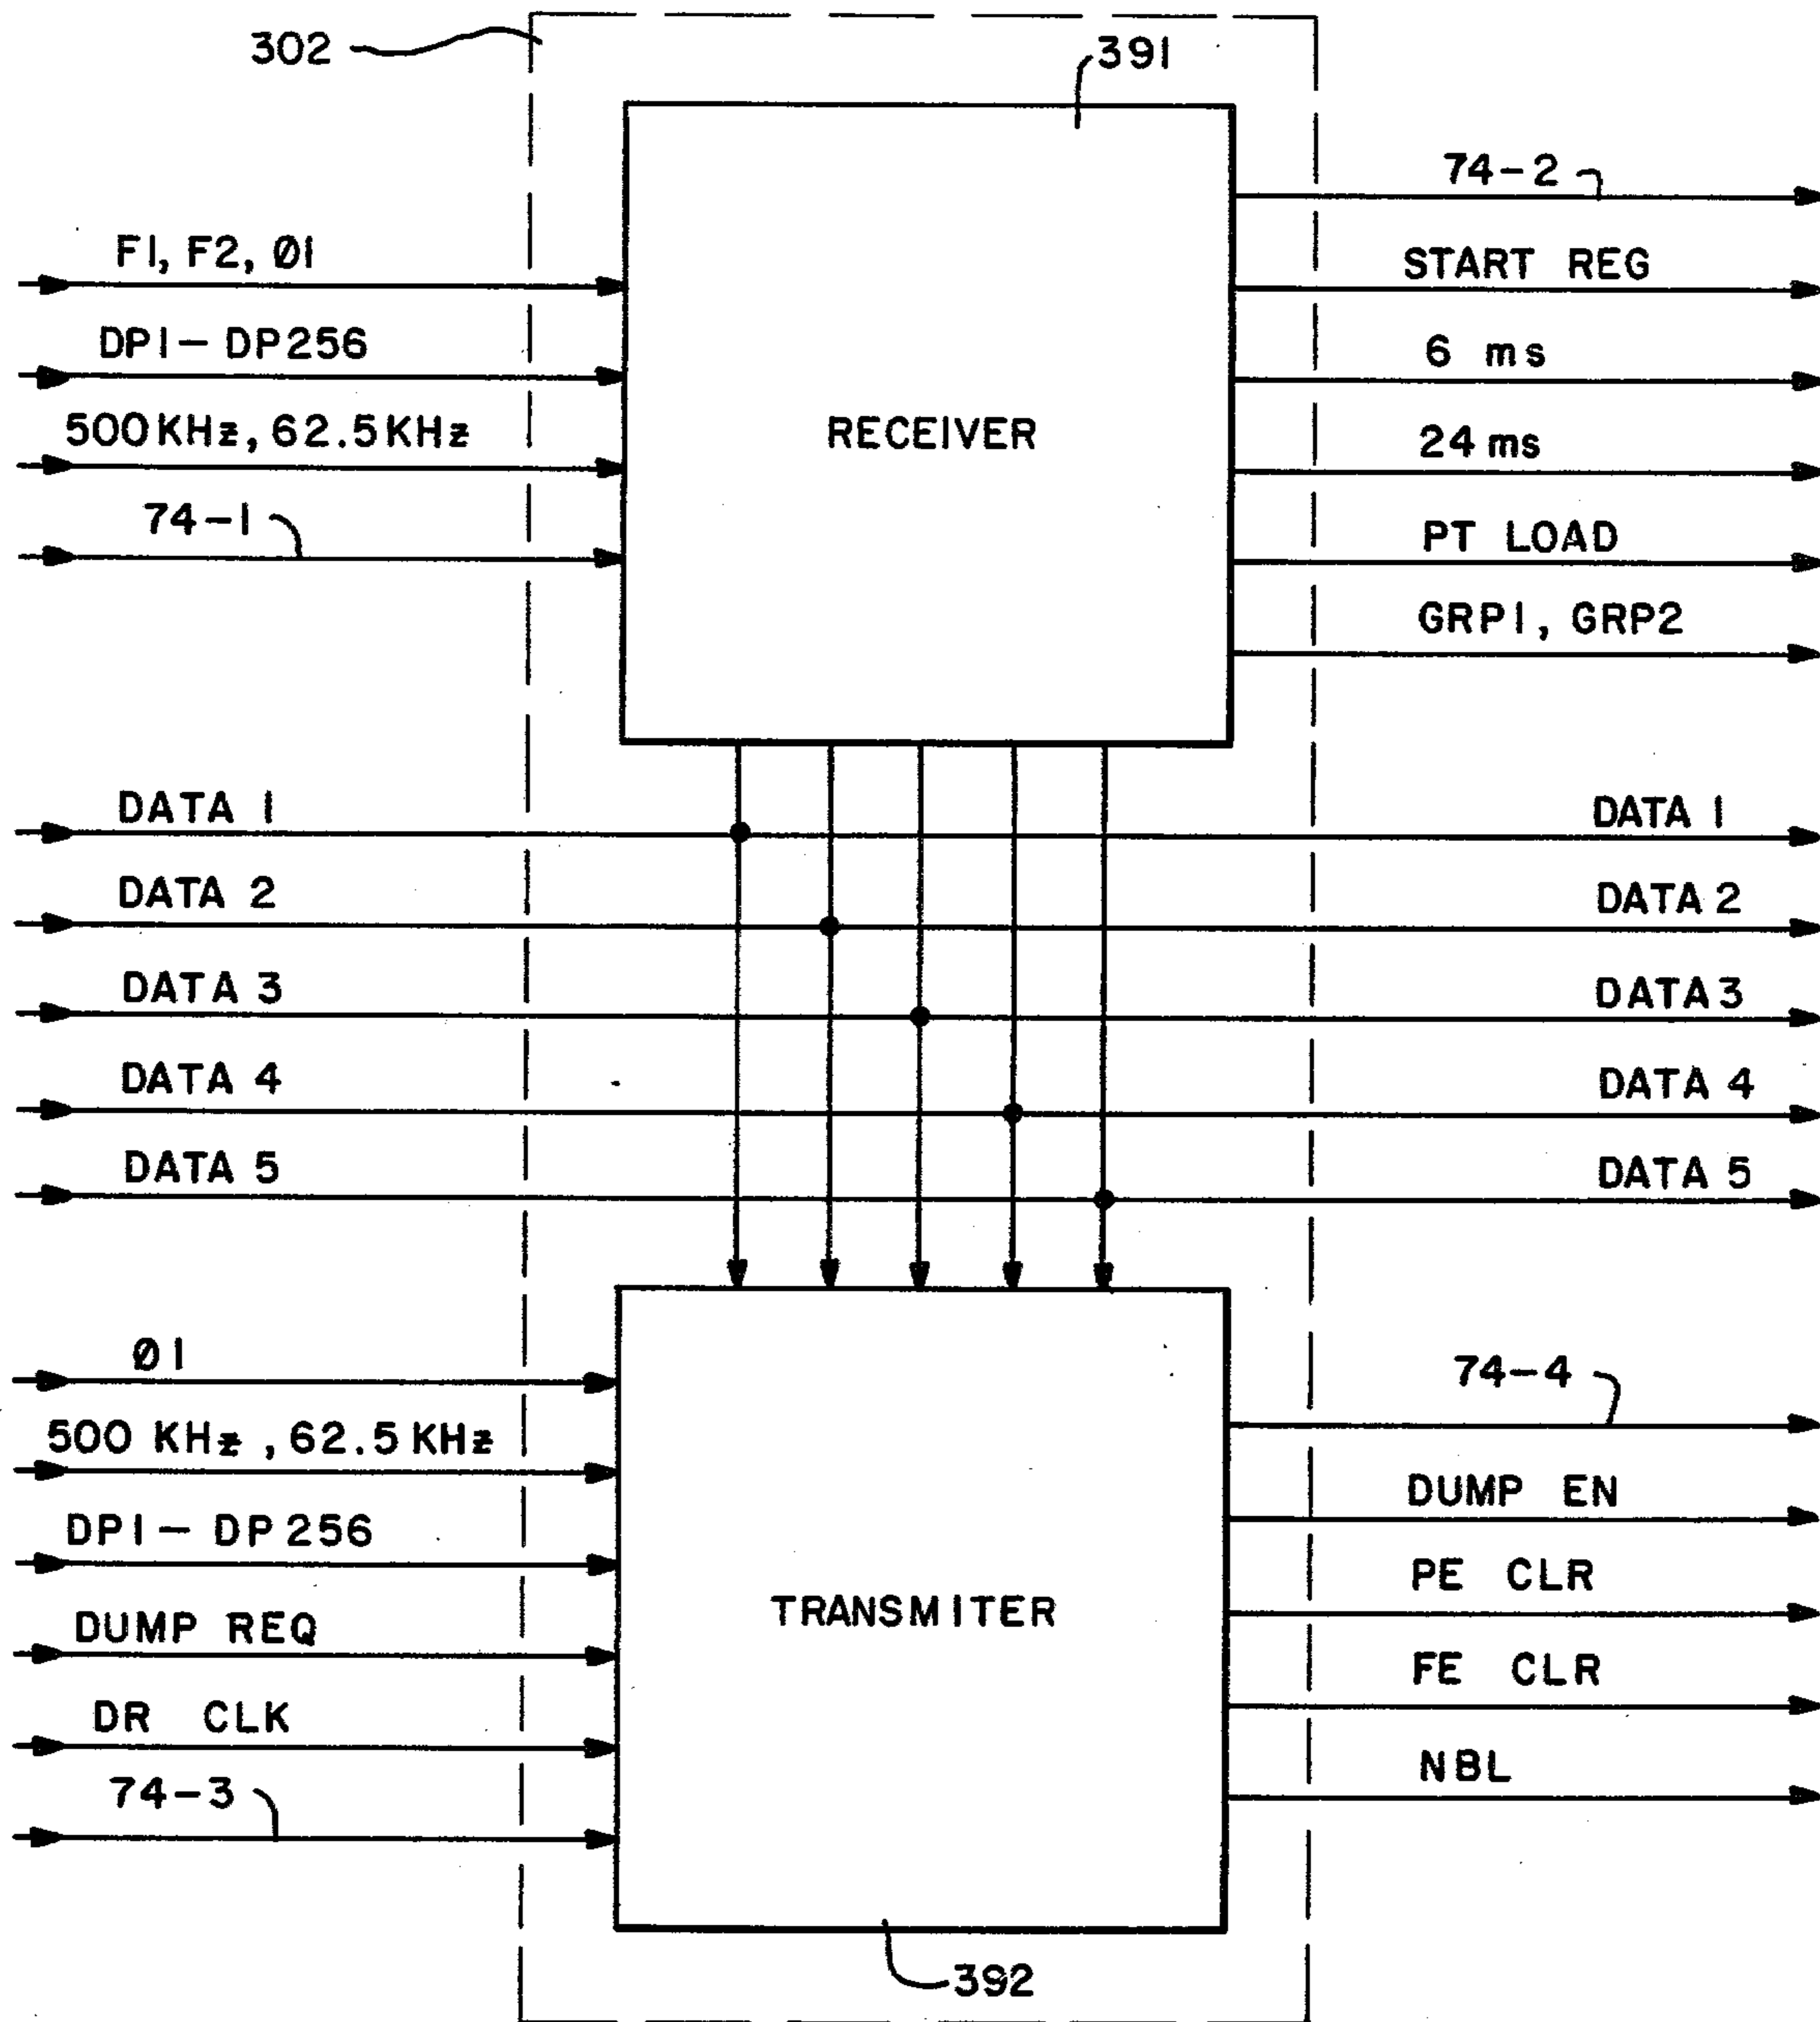 302
391
74-2
F1, F2, Ø1
START REG
DP1- DP256
6 ms
500KHz, 62.5KHz
RECEIVER
24 ms
74-1
PT LOAD
GRP1, GRP2
DATA 1
DATA 1
DATA 2
DATA 2
DATA 3
DATA 3
DATA 4
DATA 4
DATA 5
DATA 5
Ø1
74-4
500 KHz , 62.5 KHz
DUMP EN
DP1- DP 256
PE CLR
TRANSMITER
DUMP REQ
FE CLR
DR CLK
NBL
74-3
392